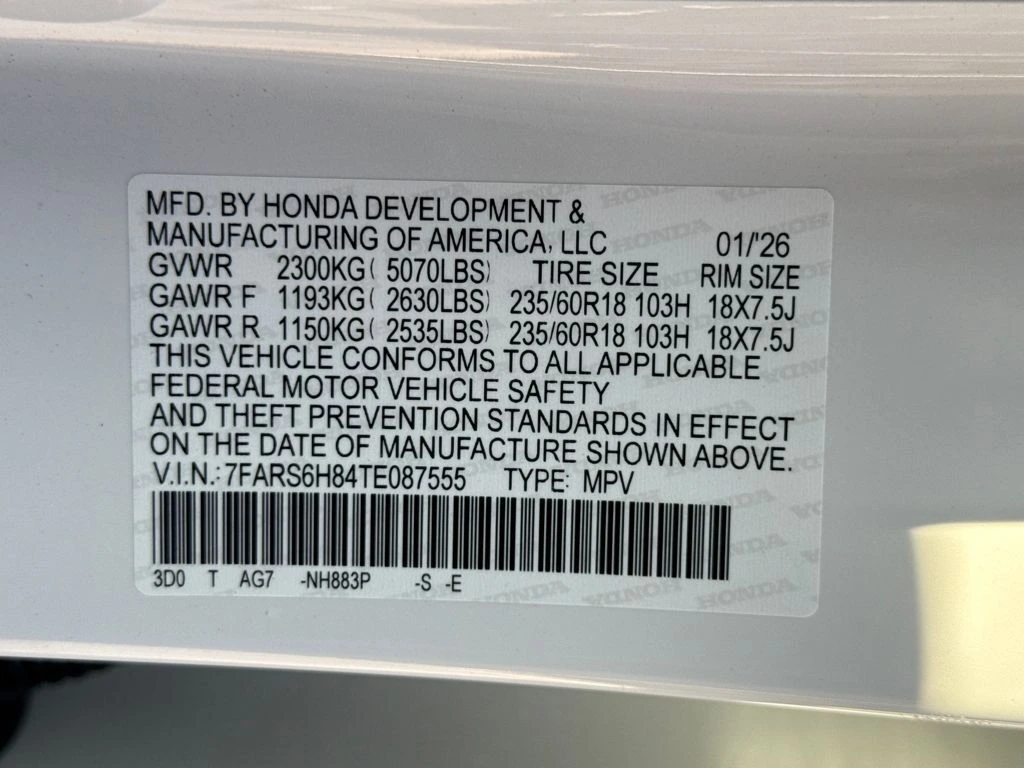 MFD. BY HONDA DEVELOPMENT &
MANUFACTURING OF AMERICA, LLC 01/'26
GVWR 2300KG( 5070LBS) TIRE SIZE RIM SIZE
GAWR F 1193KG( 2630LBS) 235/60R18 103H 18X7.5J
GAWR R 1150KG( 2535LBS) 235/60R18 103H 18X7.5J
THIS VEHICLE CONFORMS TO ALL APPLICABLE
FEDERAL MOTOR VEHICLE SAFETY
AND THEFT PREVENTION STANDARDS IN EFFECT
ON THE DATE OF MANUFACTURE SHOWN ABOVE.
V.I.N.: 7FARS6H84TE087555 TYPE: MPV
3D0 T AG7 -NH883P -S -E